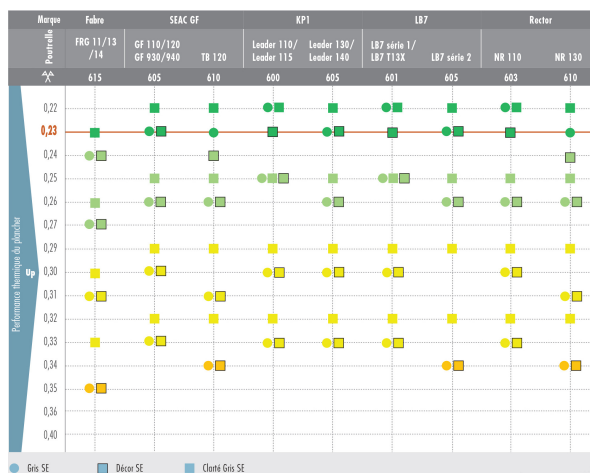 Marque Fabre SEAC GF KP1 LB7 Rector
Poutrelle FRG 11/13 /14 GF 110/120 GF 930/940 TB 120 Leader 110/ Leader 115 Leader 130/ Leader 140 LB7 série 1/ LB7 T13X LB7 série 2 NR 110 NR 130
615 605 610 600 605 601 605 603 610
Performance thermique du plancher
Up
0,22
0,23
0,24
0,25
0,26
0,27
0,29
0,30
0,31
0,32
0,33
0,34
0,35
0,36
0,40
Gris SE Décor SE Clarté Gris SE